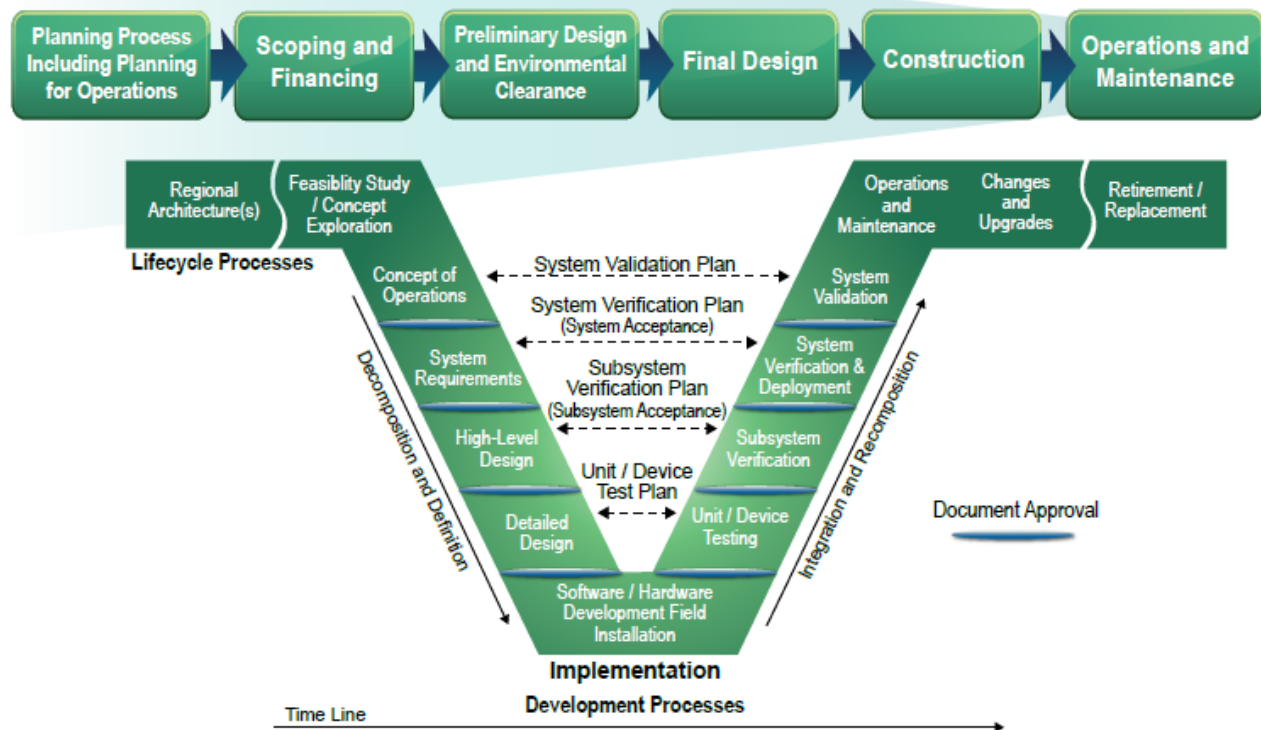 Planning Process
Including Planning
for Operations
Scoping and
Financing
Preliminary Design
and Environmental
Clearance
Final Design
Construction
Operations and
Maintenance
Regional
Architecture(s)
Feasiblity Study
/ Concept
Exploration
Operations
and
Maintenance
Changes
and
Upgrades
Retirement /
Replacement
Lifecycle Processes
Concept of
Operations
System Validation Plan
System
Validation
System Verification Plan
(System Acceptance)
System
Requirements
Subsystem
Verification Plan
(Subsystem Acceptance)
System
Verification &
Deployment
High-Level
Design
Subsystem
Verification
Unit / Device
Test Plan
Detailed
Design
Unit / Device
Testing
Decomposition and Definition
Integration and Recomposition
Document Approval
Software / Hardware
Development Field
Installation
Implementation
Development Processes
Time Line